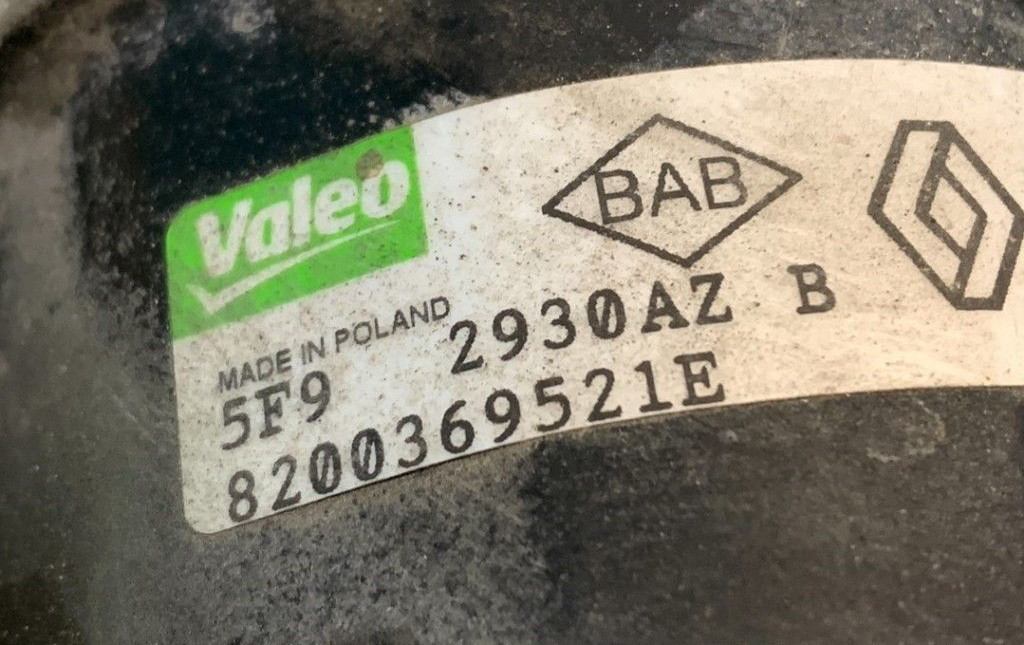 Valeo
BAB
MADE IN POLAND
5F9 2930AZ B
8200369521E